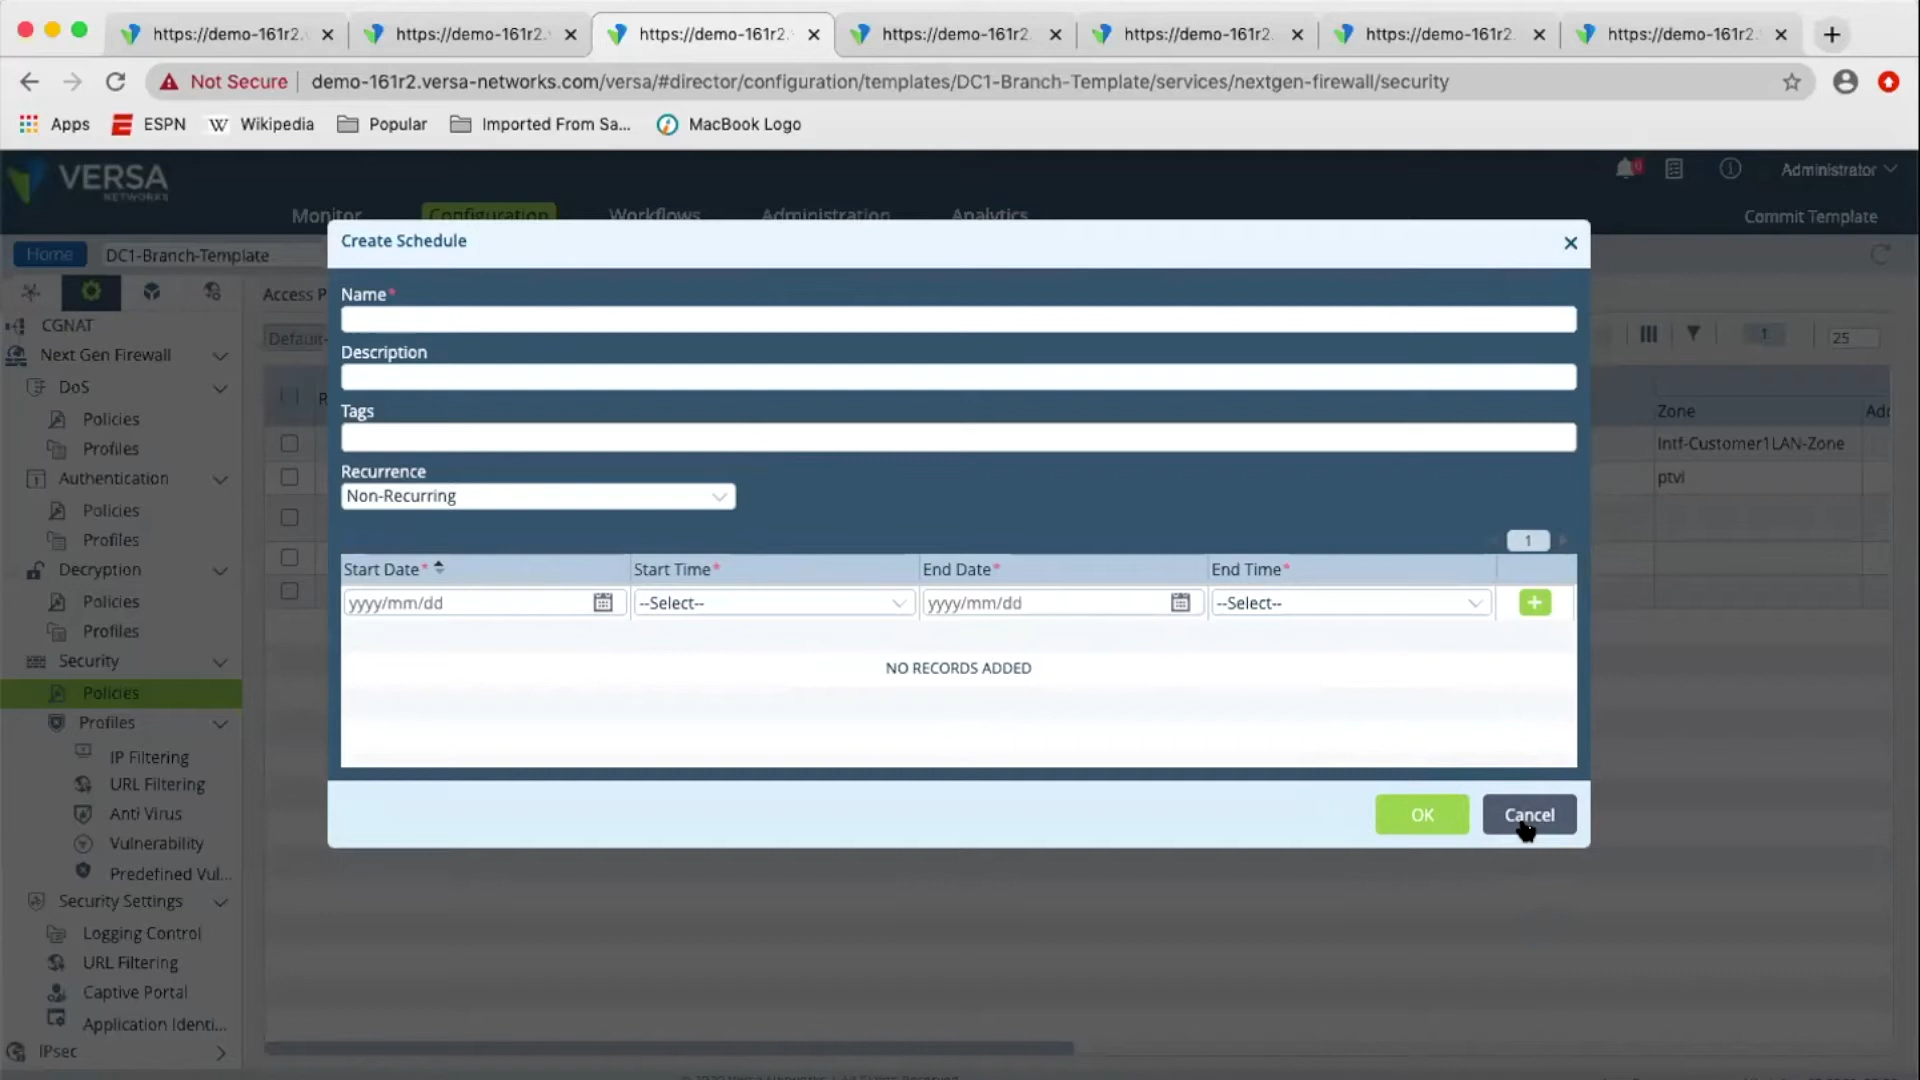 https://demo-161r2. https://demo-161r2. https://demo-161r2. https://demo-161r2. https://demo-161r2. https://demo-161r2. https://demo-161r2.
Not Secure demo-161r2.versa-networks.com/versa/#director/configuration/templates/DC1-Branch-Template/services/nextgen-firewall/security
Apps ESPN W Wikipedia Popular Imported From Sa... MacBook Logo
VERSA
NETWORKS
Administrator
Monitor Configuration Workflows Administration Analytics Commit Template
Home DC1-Branch-Template
Create Schedule
Name*
Description
Tags
Recurrence
Non-Recurring
1
Start Date* Start Time* End Date* End Time*
yyyy/mm/dd --Select-- yyyy/mm/dd --Select--
NO RECORDS ADDED
OK Cancel
Access P
Default-
1 25
R
Zone Add
Intf-Customer1LAN-Zone
ptvi
CGNAT
Next Gen Firewall
DoS
Policies
Profiles
Authentication
Policies
Profiles
Decryption
Policies
Profiles
Security
Policies
Profiles
IP Filtering
URL Filtering
Anti Virus
Vulnerability
Predefined Vul...
Security Settings
Logging Control
URL Filtering
Captive Portal
Application Identi...
IPsec